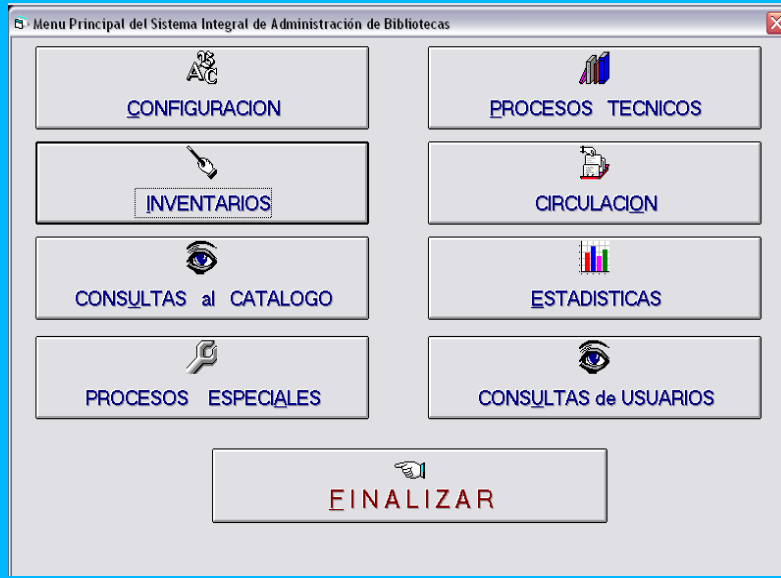 Menu Principal del Sistema Integral de Administración de Bibliotecas
CONFIGURACION
PROCESOS TECNICOS
INVENTARIOS
CIRCULACION
CONSULTAS al CATALOGO
ESTADISTICAS
PROCESOS ESPECIALES
CONSULTAS de USUARIOS
FINALIZAR